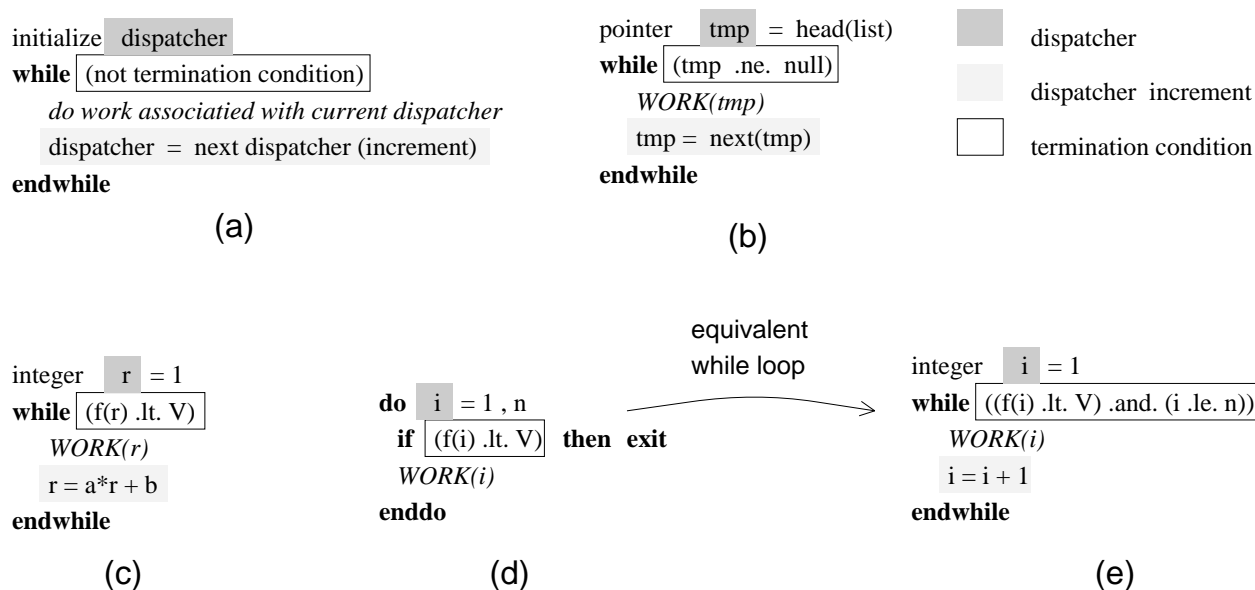 initialize dispatcher
while (not termination condition)
do work associatied with current dispatcher
dispatcher = next dispatcher (increment)
endwhile
(a)
pointer tmp = head(list)
while (tmp .ne. null)
WORK(tmp)
tmp = next(tmp)
endwhile
(b)
dispatcher
dispatcher increment
termination condition
integer r = 1
while (f(r) .lt. V)
WORK(r)
r = a*r + b
endwhile
(c)
do i = 1 , n
if (f(i) .lt. V) then exit
WORK(i)
enddo
(d)
equivalent
while loop
integer i = 1
while ((f(i) .lt. V) .and. (i .le. n))
WORK(i)
i = i + 1
endwhile
(e)